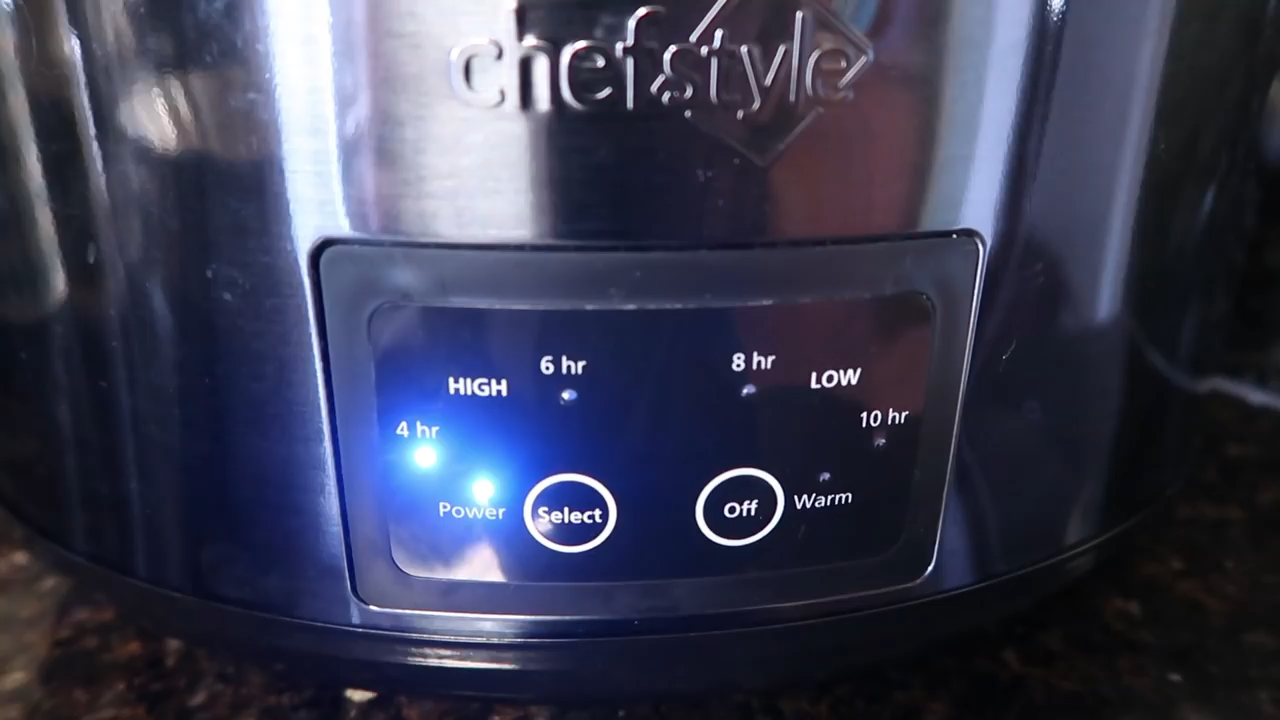 chefstyle
6 hr
8 hr
HIGH
LOW
4 hr
10 hr
Power
Select
Off
Warm